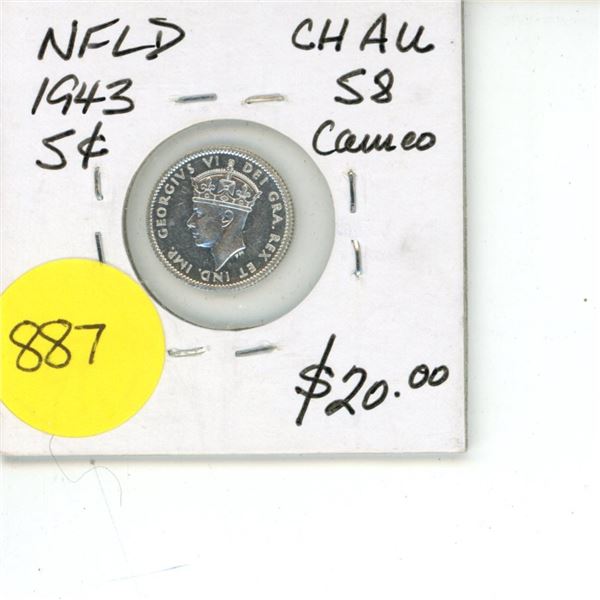 NFLD
1943
5¢
CH AU
58
Cameo
GEORGIVS VI DEI GRA. REX ET IND. IMP.
887
$20.00